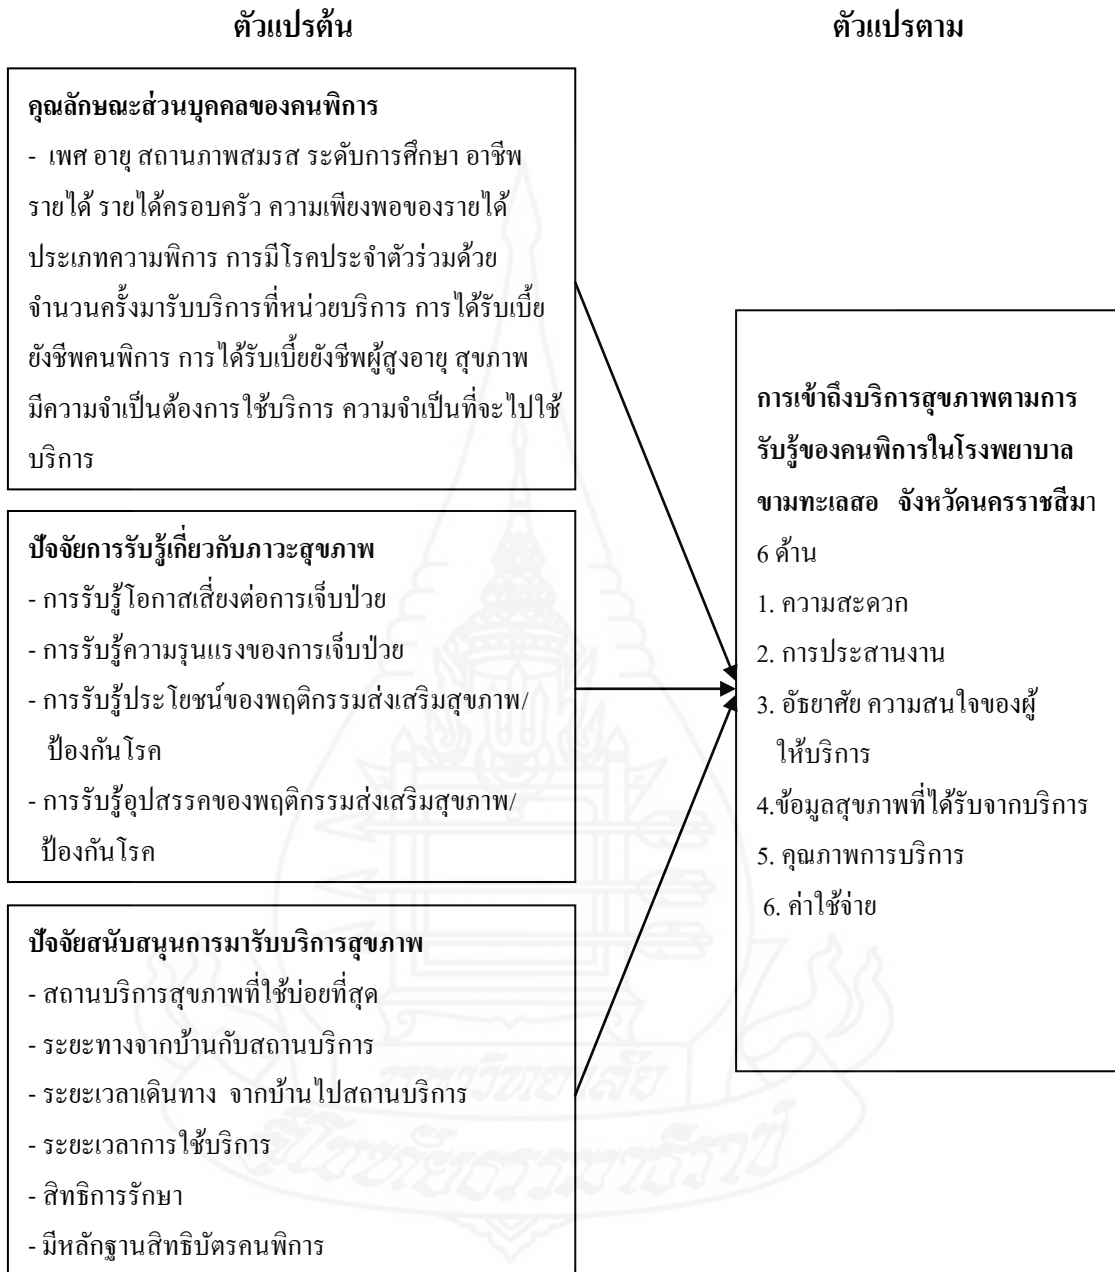 ตัวแปรต้น
ตัวแปรตาม
คุณลักษณะส่วนบุคคลของคนพิการ
- เพศ อายุ สถานภาพสมรส ระดับการศึกษา อาชีพ
รายได้ รายได้ครอบครัว ความเพียงพอของรายได้
ประเภทความพิการ การมีโรคประจำตัวร่วมด้วย
จำนวนครั้งมารับบริการที่หน่วยบริการ การได้รับเบี้ย
ยังชีพคนพิการ การได้รับเบี้ยยังชีพผู้สูงอายุ สุขภาพ
มีความจำเป็นต้องการใช้บริการ ความจำเป็นที่จะไปใช้
บริการ
ปัจจัยการรับรู้เกี่ยวกับภาวะสุขภาพ
- การรับรู้โอกาสเสี่ยงต่อการเจ็บป่วย
- การรับรู้ความรุนแรงของการเจ็บป่วย
- การรับรู้ประโยชน์ของพฤติกรรมส่งเสริมสุขภาพ/
ป้องกันโรค
- การรับรู้อุปสรรคของพฤติกรรมส่งเสริมสุขภาพ/
ป้องกันโรค
ปัจจัยสนับสนุนการมารับบริการสุขภาพ
- สถานบริการสุขภาพที่ใช้บ่อยที่สุด
- ระยะทางจากบ้านกับสถานบริการ
- ระยะเวลาเดินทาง จากบ้านไปสถานบริการ
- ระยะเวลาการใช้บริการ
- สิทธิการรักษา
- มีหลักฐานสิทธิบัตรคนพิการ
การเข้าถึงบริการสุขภาพตามการ
รับรู้ของคนพิการในโรงพยาบาล
ขามทะเลสอ จังหวัดนครราชสีมา
6 ด้าน
1. ความสะดวก
2. การประสานงาน
3. อัธยาศัย ความสนใจของผู้
ให้บริการ
4.ข้อมูลสุขภาพที่ได้รับจากบริการ
5. คุณภาพการบริการ
6. ค่าใช้จ่าย
มหาวิทยาลัย
สุโขทัยธรรมาธิราช